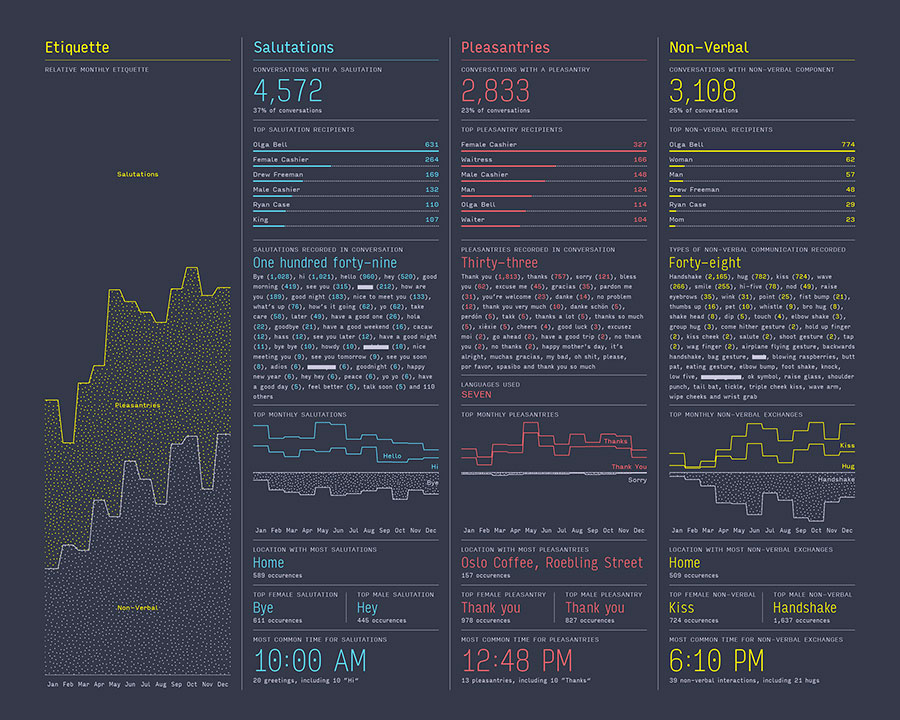 Etiquette
RELATIVE MONTHLY ETIQUETTE
Salutations
Pleasantries
Non-Verbal
Jan Feb Mar Apr May Jun Jul Aug Sep Oct Nov Dec
Salutations
CONVERSATIONS WITH A SALUTATION
4,572
37% of conversations
TOP SALUTATION RECIPIENTS
Olga Bell 631
Female Cashier 264
Drew Freeman 169
Male Cashier 132
Ryan Case 110
King 107
SALUTATIONS RECORDED IN CONVERSATION
One hundred forty-nine
Bye (1,028), hi (1,021), hello (960), hey (520), good
morning (419), see you (315), (212), how are
you (189), good night (183), nice to meet you (133),
what's up (76), how's it going (62), yo (62), take
care (58), later (49), have a good one (26), hola
(22), goodbye (21), have a good weekend (16), cacaw
(12), hass (12), see you later (12), have a good night
(11), bye bye (10), howdy (10), (10), nice
meeting you (9), see you tomorrow (9), see you soon
(8), adios (6), (6), goodnight (6), happy
new year (6), hey hey (6), peace (6), yo yo (6), have
a good day (5), feel better (5), talk soon (5) and 110
others
TOP MONTHLY SALUTATIONS
Hello
Hi
Bye
Jan Feb Mar Apr May Jun Jul Aug Sep Oct Nov Dec
LOCATION WITH MOST SALUTATIONS
Home
589 occurences
TOP FEMALE SALUTATION
Bye
611 occurences
TOP MALE SALUTATION
Hey
445 occurences
MOST COMMON TIME FOR SALUTATIONS
10:00 AM
20 greetings, including 10 "Hi"
Pleasantries
CONVERSATIONS WITH A PLEASANTRY
2,833
23% of conversations
TOP PLEASANTRY RECIPIENTS
Female Cashier 327
Waitress 166
Male Cashier 148
Man 124
Olga Bell 114
Waiter 104
PLEASANTRIES RECORDED IN CONVERSATION
Thirty-three
Thank you (1,813), thanks (757), sorry (121), bless
you (62), excuse me (45), gracias (35), pardon me
(31), you're welcome (23), danke (14), no problem
(12), thank you very much (10), danke schön (5),
perdón (5), takk (5), thanks a lot (5), thanks so much
(5), xièxie (5), cheers (4), good luck (3), excusez
moi (2), go ahead (2), have a good trip (2), no thank
you (2), no thanks (2), happy mother's day, it's
alright, muchas gracias, my bad, oh shit, please,
por favor, spasibo and thank you so much
LANGUAGES USED
SEVEN
TOP MONTHLY PLEASANTRIES
Thanks
Thank You
Sorry
Jan Feb Mar Apr May Jun Jul Aug Sep Oct Nov Dec
LOCATION WITH MOST PLEASANTRIES
Oslo Coffee, Roebling Street
157 occurences
TOP FEMALE PLEASANTRY
Thank you
978 occurences
TOP MALE PLEASANTRY
Thank you
827 occurences
MOST COMMON TIME FOR PLEASANTRIES
12:48 PM
13 pleasantries, including 10 "Thanks"
Non-Verbal
CONVERSATIONS WITH NON-VERBAL COMPONENT
3,108
25% of conversations
TOP NON-VERBAL RECIPIENTS
Olga Bell 774
Woman 62
Man 57
Drew Freeman 48
Ryan Case 29
Mom 23
TYPES OF NON-VERBAL COMMUNICATION RECORDED
Forty-eight
Handshake (2,165), hug (782), kiss (724), wave
(266), smile (255), hi-five (78), nod (49), raise
eyebrows (35), wink (31), point (25), fist bump (21),
thumbs up (16), pet (10), whistle (9), bro hug (8),
shake head (8), dip (5), touch (4), elbow shake (3),
group hug (3), come hither gesture (2), hold up finger
(2), kiss cheek (2), salute (2), shoot gesture (2), tap
(2), wag finger (2), airplane flying gesture, backwards
handshake, bag gesture, , blowing raspberries, butt
pat, eating gesture, elbow bump, foot shake, knock,
low five, , ok symbol, raise glass, shoulder
punch, tail bat, tickle, triple cheek kiss, wave arm,
wipe cheeks and wrist grab
TOP MONTHLY NON-VERBAL EXCHANGES
Kiss
Hug
Handshake
Jan Feb Mar Apr May Jun Jul Aug Sep Oct Nov Dec
LOCATION WITH MOST NON-VERBAL EXCHANGES
Home
509 occurences
TOP FEMALE NON-VERBAL
Kiss
724 occurences
TOP MALE NON-VERBAL
Handshake
1,637 occurences
MOST COMMON TIME FOR NON-VERBAL EXCHANGES
6:10 PM
39 non-verbal interactions, including 21 hugs